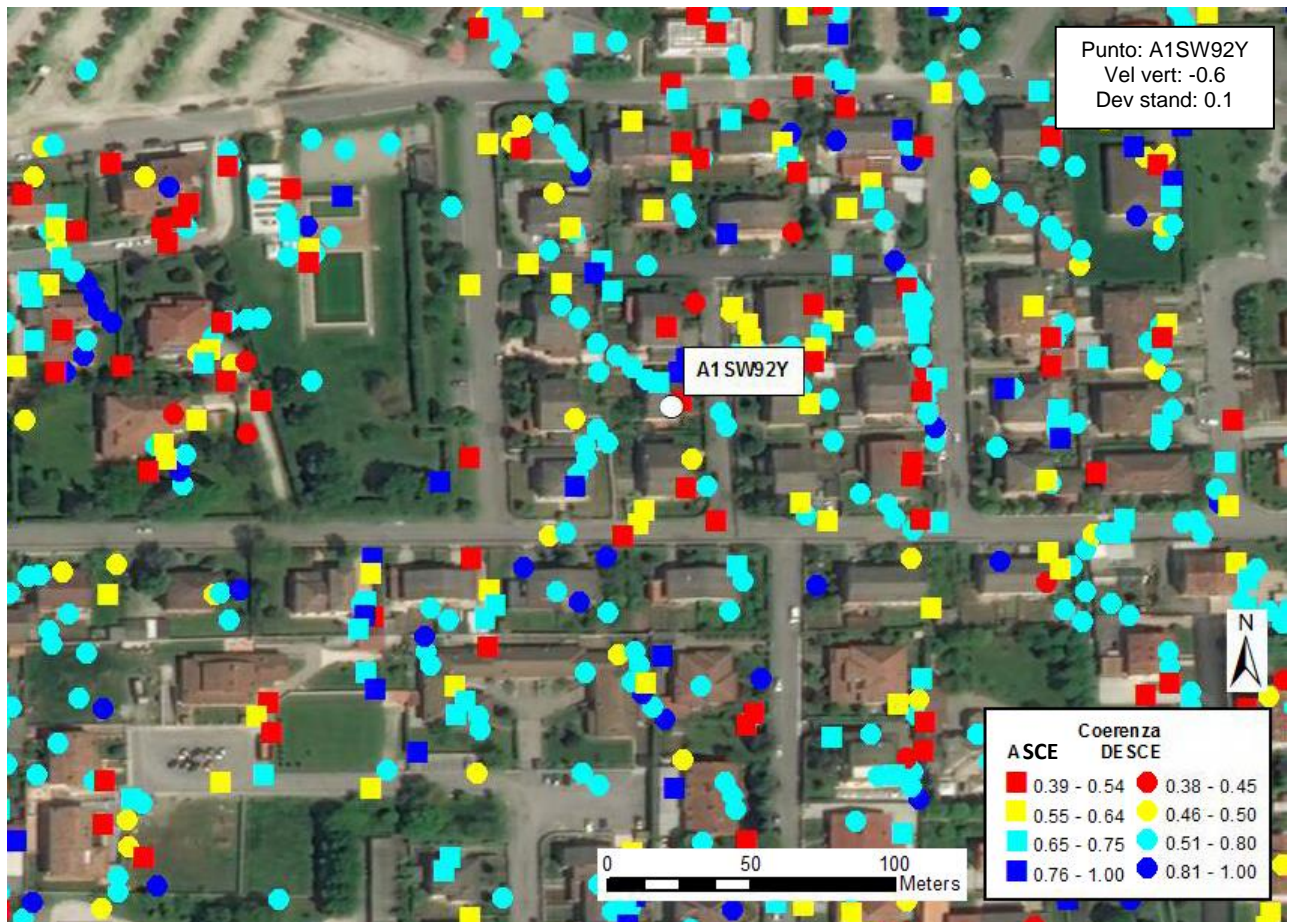 Punto: A1SW92Y
Vel vert: -0.6
Dev stand: 0.1
A1SW92Y
N
Coerenza
ASCE DESCE
0.39 - 0.54 0.38 - 0.45
0.55 - 0.64 0.46 - 0.50
0.65 - 0.75 0.51 - 0.80
0.76 - 1.00 0.81 - 1.00
0 50 100
Meters